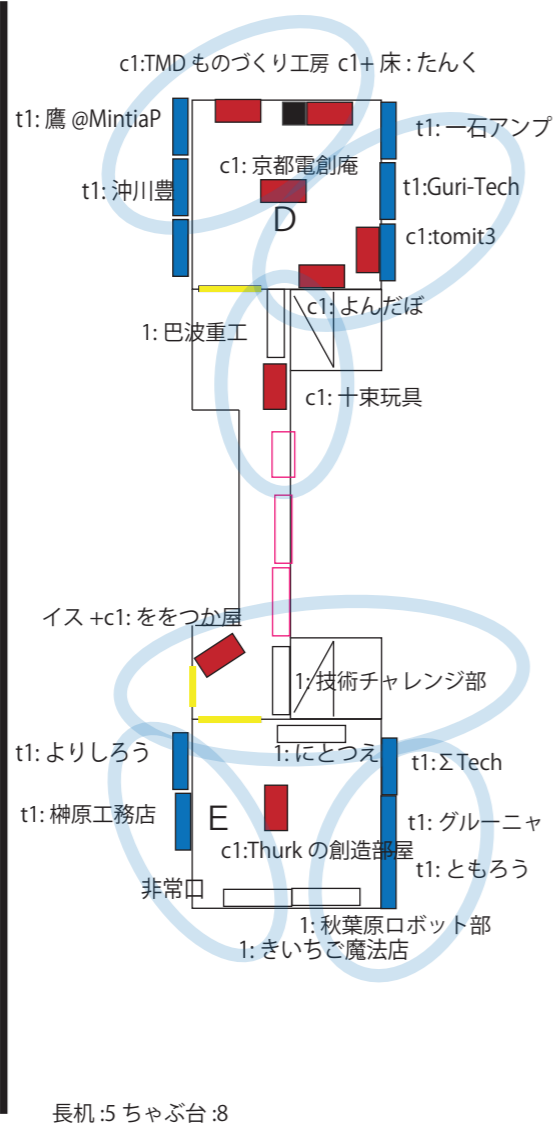 c1:TMD ものづくり工房 c1+ 床 : たんく
t1: 鷹 @MintiaP
t1: 一石アンプ
c1: 京都電創庵
t1: 沖川豊
t1:Guri-Tech
D
c1:tomit3
c1: よんだぼ
1: 巴波重工
c1: 十束玩具
イス +c1: ををつか屋
1: 技術チャレンジ部
t1: よりしろう
1: にとつえ
t1: Σ Tech
t1: 榊原工務店
E
t1: グルーニャ
c1:Thurk の創造部屋
t1: ともろう
非常口
1: 秋葉原ロボット部
1: きいちご魔法店
長机 :5 ちゃぶ台 :8